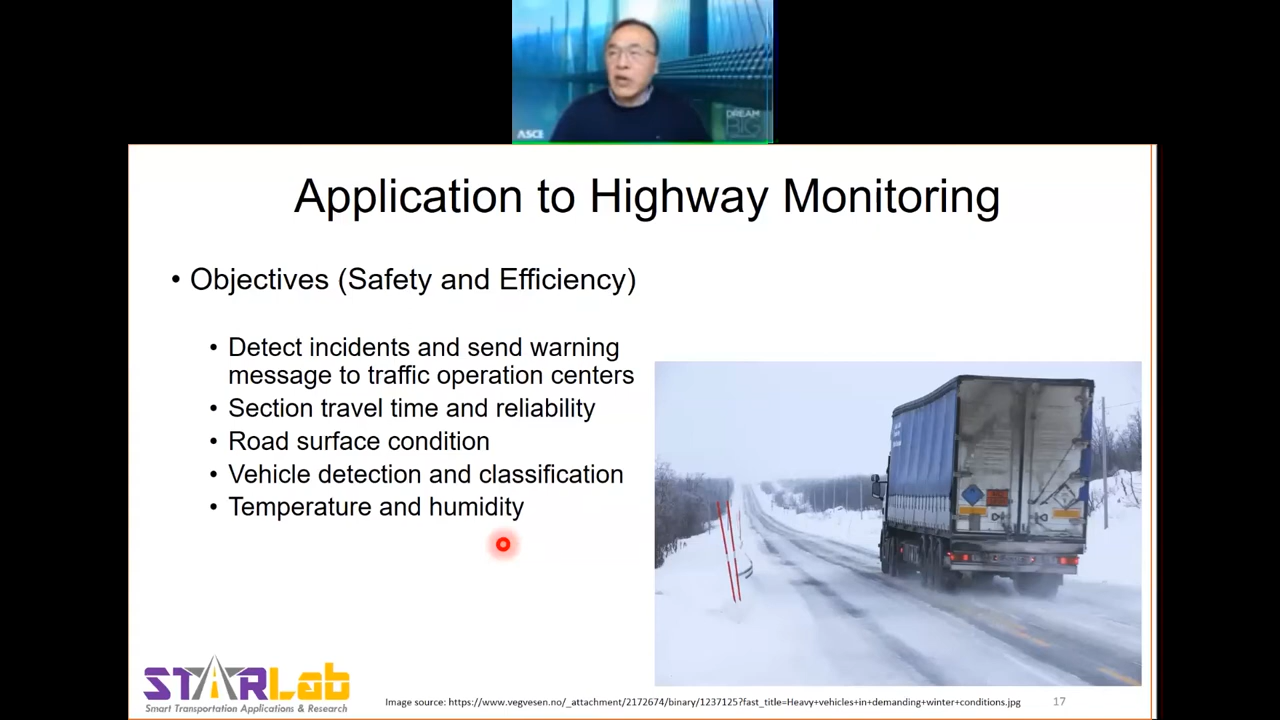 ASCE
DREAM
BIG
Application to Highway Monitoring
• Objectives (Safety and Efficiency)
• Detect incidents and send warning
message to traffic operation centers
• Section travel time and reliability
• Road surface condition
• Vehicle detection and classification
• Temperature and humidity
STARLab
Smart Transportation Applications & Research
Image source: https://www.vegvesen.no/_attachment/2172674/binary/1237125?fast_title=Heavy+vehicles+in+demanding+winter+conditions.jpg
17